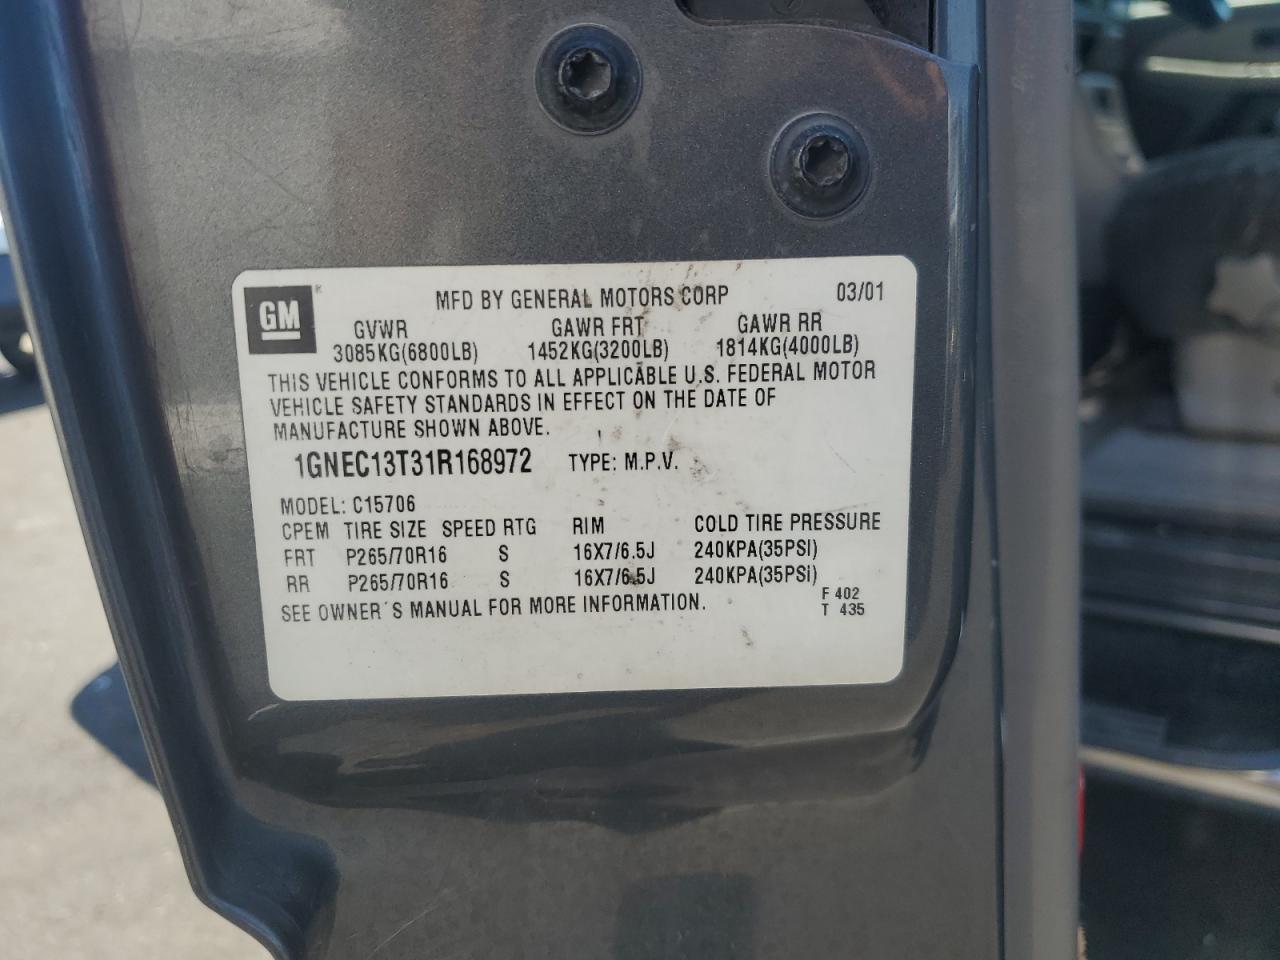 GM
MFD BY GENERAL MOTORS CORP 03/01
GVWR GAWR FRT GAWR RR
3085KG(6800LB) 1452KG(3200LB) 1814KG(4000LB)
THIS VEHICLE CONFORMS TO ALL APPLICABLE U.S. FEDERAL MOTOR
VEHICLE SAFETY STANDARDS IN EFFECT ON THE DATE OF
MANUFACTURE SHOWN ABOVE.
1GNEC13T31R168972 TYPE: M.P.V.
MODEL: C15706
CPEM TIRE SIZE SPEED RTG RIM COLD TIRE PRESSURE
FRT P265/70R16 S 16X7/6.5J 240KPA(35PSI)
RR P265/70R16 S 16X7/6.5J 240KPA(35PSI)
SEE OWNER'S MANUAL FOR MORE INFORMATION.
F 402
T 435